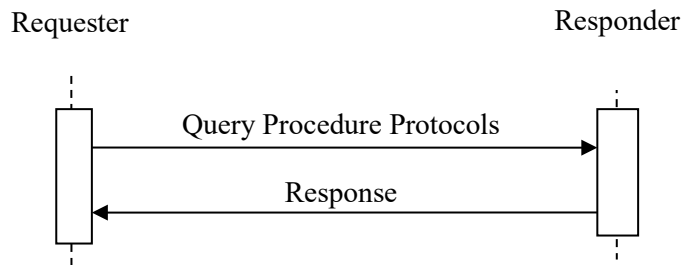 Requester
Responder
Query Procedure Protocols
Response